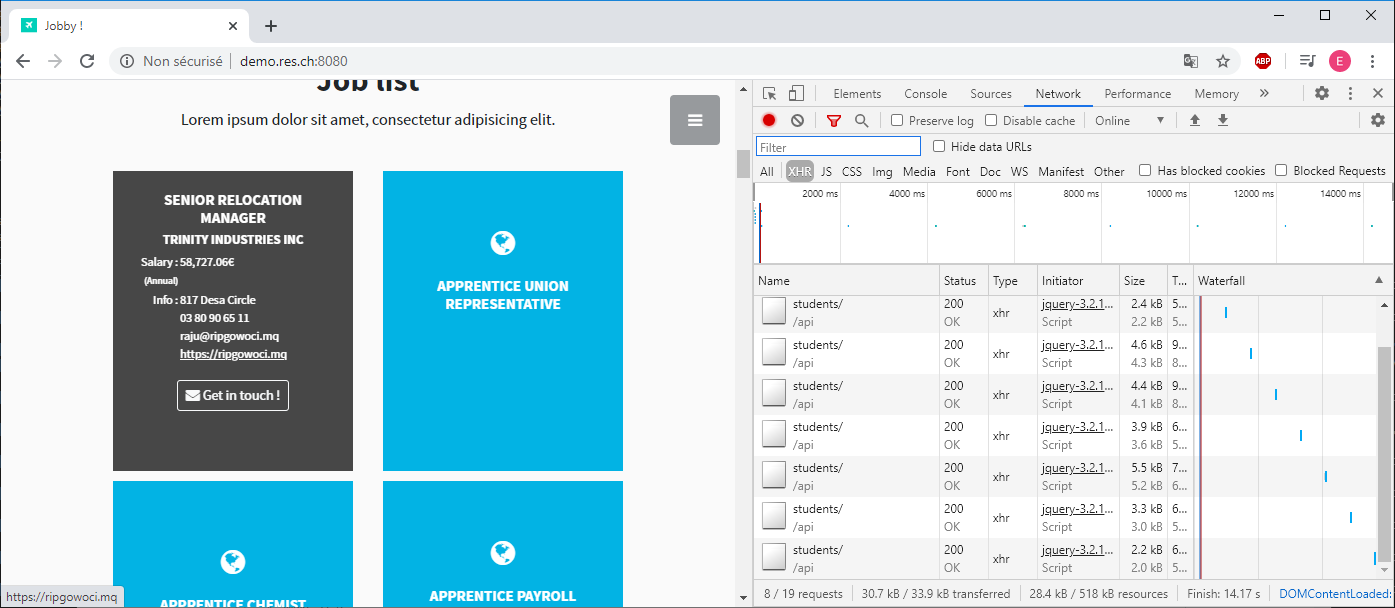 Jobby !
Non sécurisé
demo.res.ch:8080
ABP
E
Job list
Lorem ipsum dolor sit amet, consectetur adipisicing elit.
SENIOR RELOCATION
MANAGER
TRINITY INDUSTRIES INC
Salary : 58,727.06€
(Annual)
Info : 817 Desa Circle
03 80 90 65 11
raju@ripgowoci.mq
https://ripgowoci.mq
Get in touch !
APPRENTICE UNION
REPRESENTATIVE
APPRENTICE CHEMIST
APPRENTICE PAYROLL
https://ripgowoci.mq
Elements Console Sources Network Performance Memory »
Preserve log Disable cache Online
Filter Hide data URLs
All XHR JS CSS Img Media Font Doc WS Manifest Other Has blocked cookies Blocked Requests
2000 ms 4000 ms 6000 ms 8000 ms 10000 ms 12000 ms 14000 ms
Name Status Type Initiator Size T... Waterfall
students/ 200 xhr jquery-3.2.1... 2.4 kB 5...
/api OK Script 2.2 kB 5...
students/ 200 xhr jquery-3.2.1... 4.6 kB 9...
/api OK Script 4.3 kB 8...
students/ 200 xhr jquery-3.2.1... 4.4 kB 9...
/api OK Script 4.1 kB 8...
students/ 200 xhr jquery-3.2.1... 3.9 kB 6...
/api OK Script 3.6 kB 5...
students/ 200 xhr jquery-3.2.1... 5.5 kB 7...
/api OK Script 5.2 kB 6...
students/ 200 xhr jquery-3.2.1... 3.3 kB 6...
/api OK Script 3.0 kB 5...
students/ 200 xhr jquery-3.2.1... 2.2 kB 6...
/api OK Script 2.0 kB 5...
8 / 19 requests 30.7 kB / 33.9 kB transferred 28.4 kB / 518 kB resources Finish: 14.17 s DOMContentLoaded: